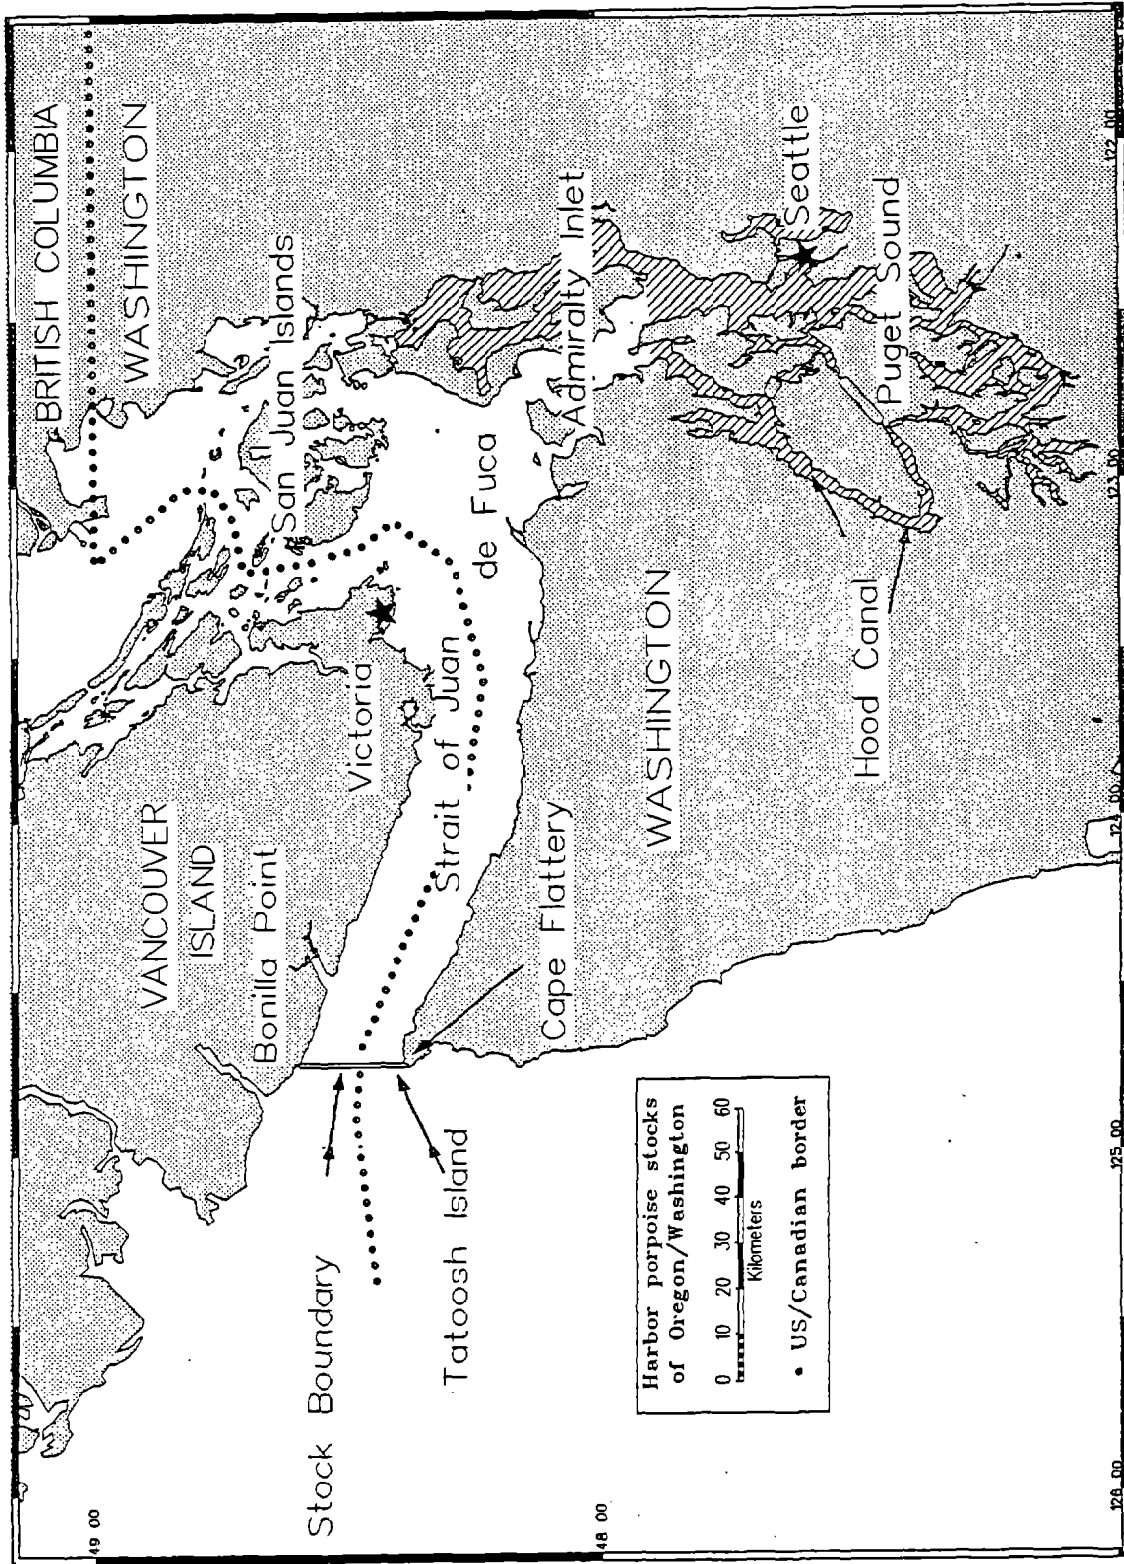 BRITISH COLUMBIA
WASHINGTON
San Juan Islands
VANCOUVER
ISLAND
Bonilla Point
Victoria
Strait of Juan
de Fuca
Admiralty Inlet
Seattle
Puget Sound
Hood Canal
WASHINGTON
Cape Flattery
Stock Boundary
Tatoosh Island
Harbor porpoise stocks
of Oregon/Washington
0 10 20 30 40 50 60
Kilometers
• US/Canadian border
49 00
48 00
126 00
125 00
124 00
123 00
122 00